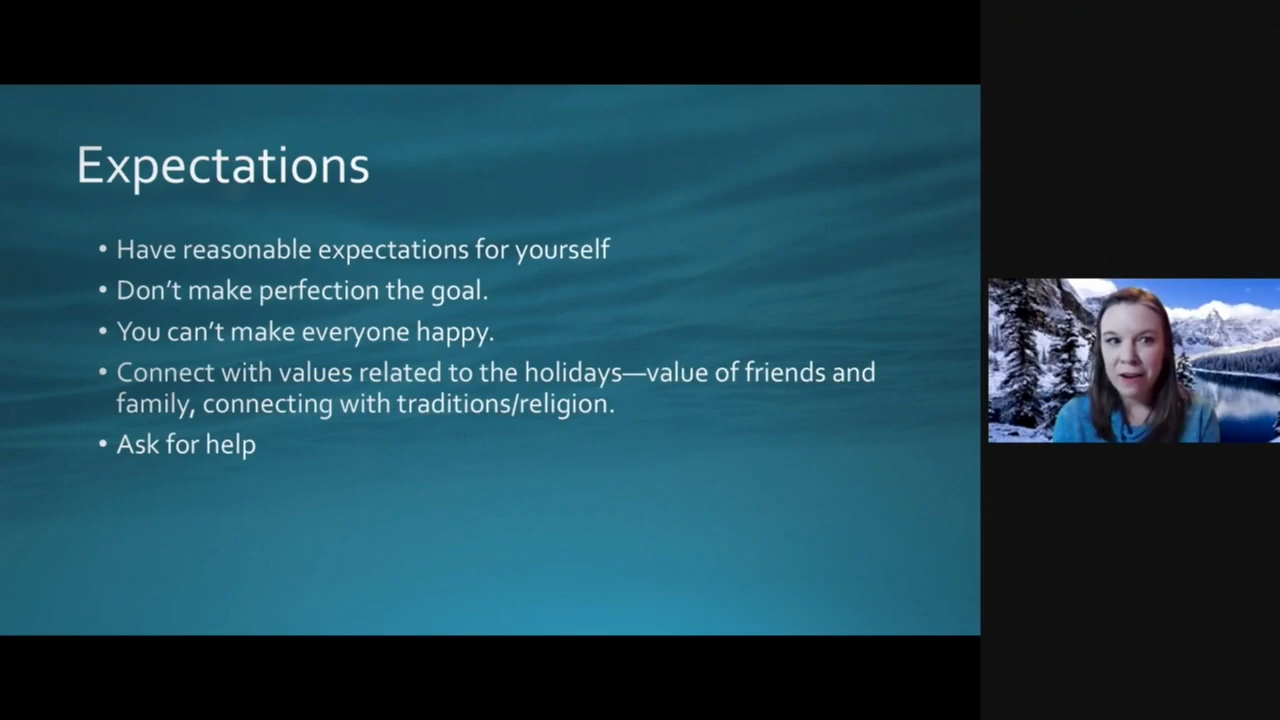 Expectations
• Have reasonable expectations for yourself
• Don’t make perfection the goal.
• You can’t make everyone happy.
• Connect with values related to the holidays—value of friends and
family, connecting with traditions/religion.
• Ask for help